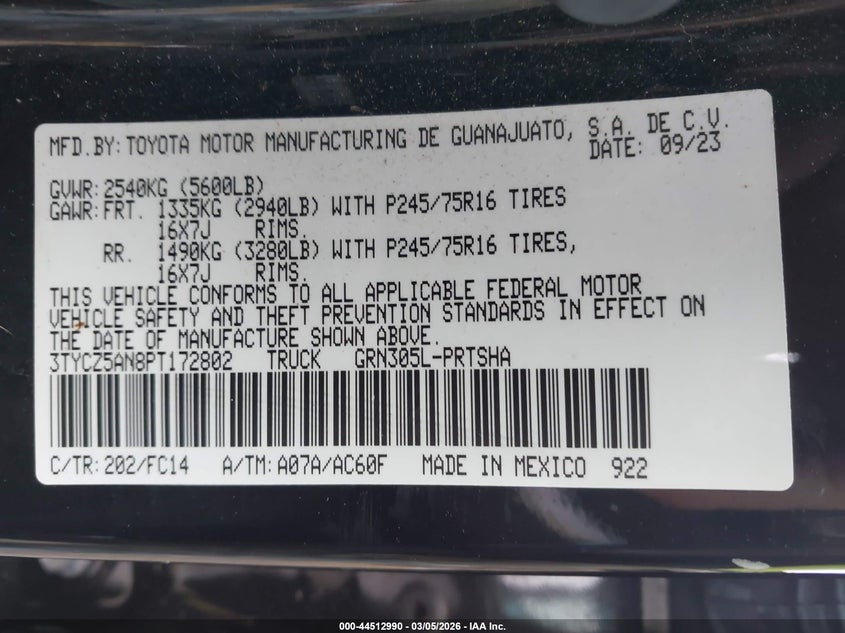 MFD.BY: TOYOTA MOTOR MANUFACTURING DE GUANAJUATO, S.A. DE C.V.
DATE: 09/23
GVWR: 2540KG (5600LB)
GAWR: FRT. 1335KG (2940LB) WITH P245/75R16 TIRES
16X7J RIMS.
RR. 1490KG (3280LB) WITH P245/75R16 TIRES,
16X7J RIMS.
THIS VEHICLE CONFORMS TO ALL APPLICABLE FEDERAL MOTOR
VEHICLE SAFETY AND THEFT PREVENTION STANDARDS IN EFFECT ON
THE DATE OF MANUFACTURE SHOWN ABOVE.
3TYCZ5AN8PT172802 TRUCK GRN305L-PRTSHA
C/TR: 202/FC14 A/TM: A07A/AC60F MADE IN MEXICO 922
000-44512990 - 03/05/2026 - IAA Inc.